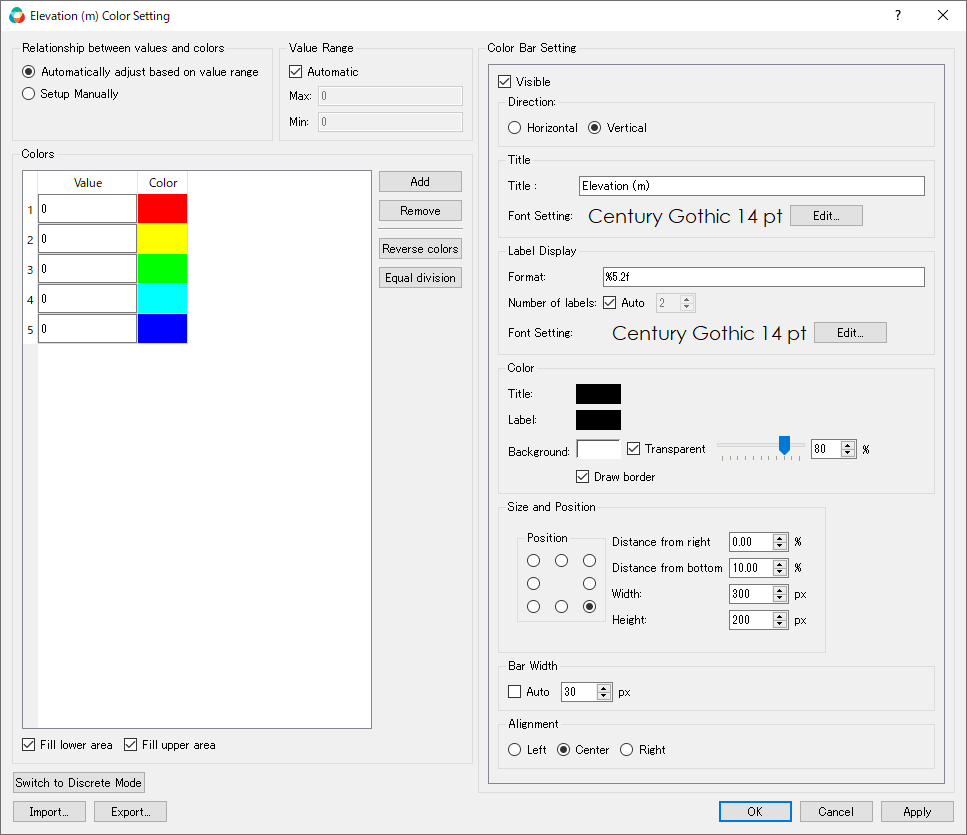 Elevation (m) Color Setting
?
Relationship between values and colors
Automatically adjust based on value range
Setup Manually
Value Range
Automatic
Max: 0
Min: 0
Colors
Value Color
1 0
2 0
3 0
4 0
5 0
Add
Remove
Reverse colors
Equal division
Fill lower area Fill upper area
Switch to Discrete Mode
Import... Export...
Color Bar Setting
Visible
Direction:
Horizontal Vertical
Title
Title : Elevation (m)
Font Setting: Century Gothic 14 pt Edit...
Label Display
Format: %5.2f
Number of labels: Auto 2
Font Setting: Century Gothic 14 pt Edit...
Color
Title:
Label:
Background: Transparent 80 %
Draw border
Size and Position
Position
Distance from right 0.00 %
Distance from bottom 10.00 %
Width: 300 px
Height: 200 px
Bar Width
Auto 30 px
Alignment
Left Center Right
OK Cancel Apply